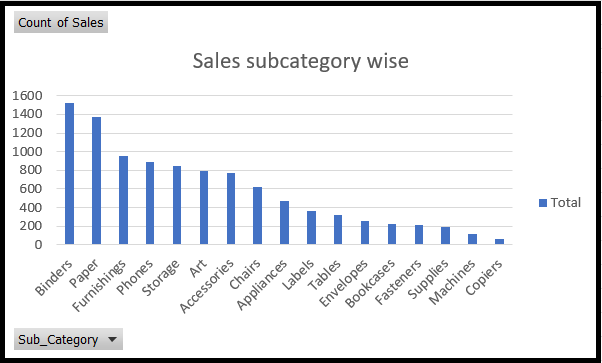 Count of Sales
Sales subcategory wise
1600
1400
1200
1000
800
600
400
200
0
Binders
Paper
Furnishings
Phones
Storage
Art
Accessories
Chairs
Appliances
Labels
Tables
Envelopes
Bookcases
Fasteners
Supplies
Machines
Copiers
Total
Sub_Category